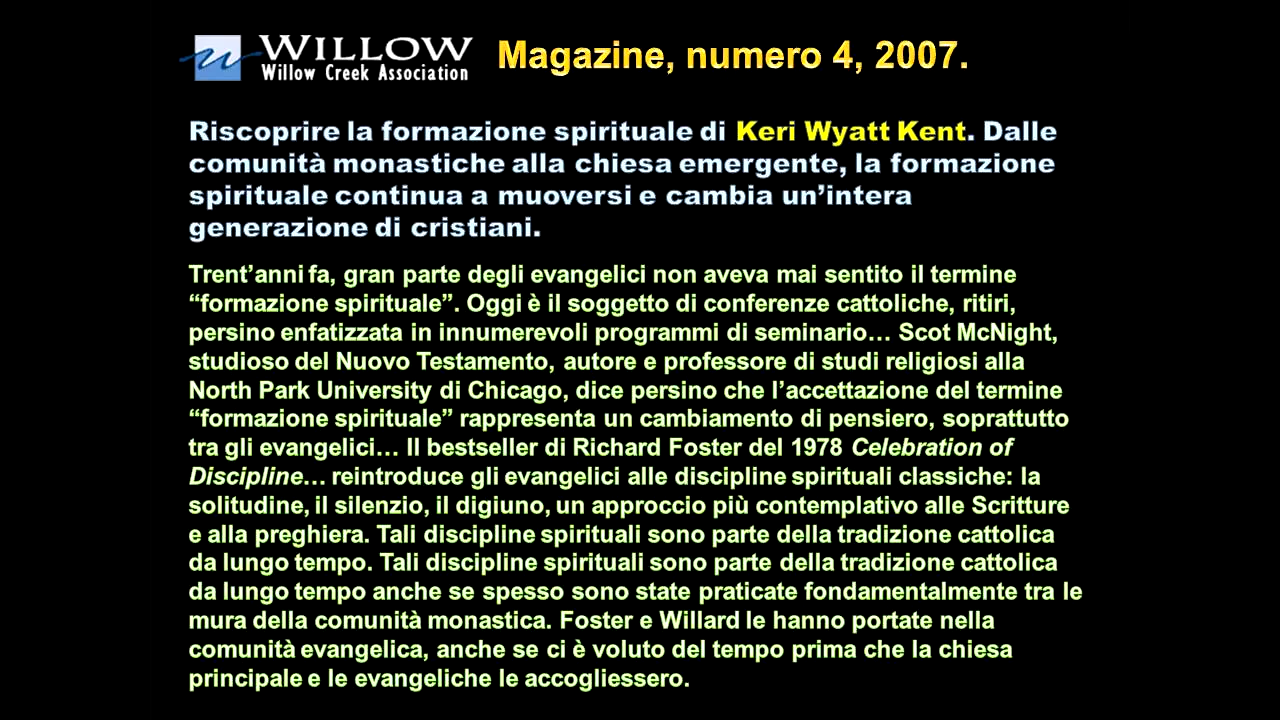 WILLOW
Willow Creek Association
Magazine, numero 4, 2007.
Riscoprire la formazione spirituale di Keri Wyatt Kent. Dalle
comunità monastiche alla chiesa emergente, la formazione
spirituale continua a muoversi e cambia un’intera
generazione di cristiani.
Trent’anni fa, gran parte degli evangelici non aveva mai sentito il termine
“formazione spirituale”. Oggi è il soggetto di conferenze cattoliche, ritiri,
persino enfatizzata in innumerevoli programmi di seminario… Scot McNight,
studioso del Nuovo Testamento, autore e professore di studi religiosi alla
North Park University di Chicago, dice persino che l’accettazione del termine
“formazione spirituale” rappresenta un cambiamento di pensiero, soprattutto
tra gli evangelici… Il bestseller di Richard Foster del 1978 Celebration of
Discipline… reintroduce gli evangelici alle discipline spirituali classiche: la
solitudine, il silenzio, il digiuno, un approccio più contemplativo alle Scritture
e alla preghiera. Tali discipline spirituali sono parte della tradizione cattolica
da lungo tempo. Tali discipline spirituali sono parte della tradizione cattolica
da lungo tempo anche se spesso sono state praticate fondamentalmente tra le
mura della comunità monastica. Foster e Willard le hanno portate nella
comunità evangelica, anche se ci è voluto del tempo prima che la chiesa
principale e le evangeliche le accogliessero.